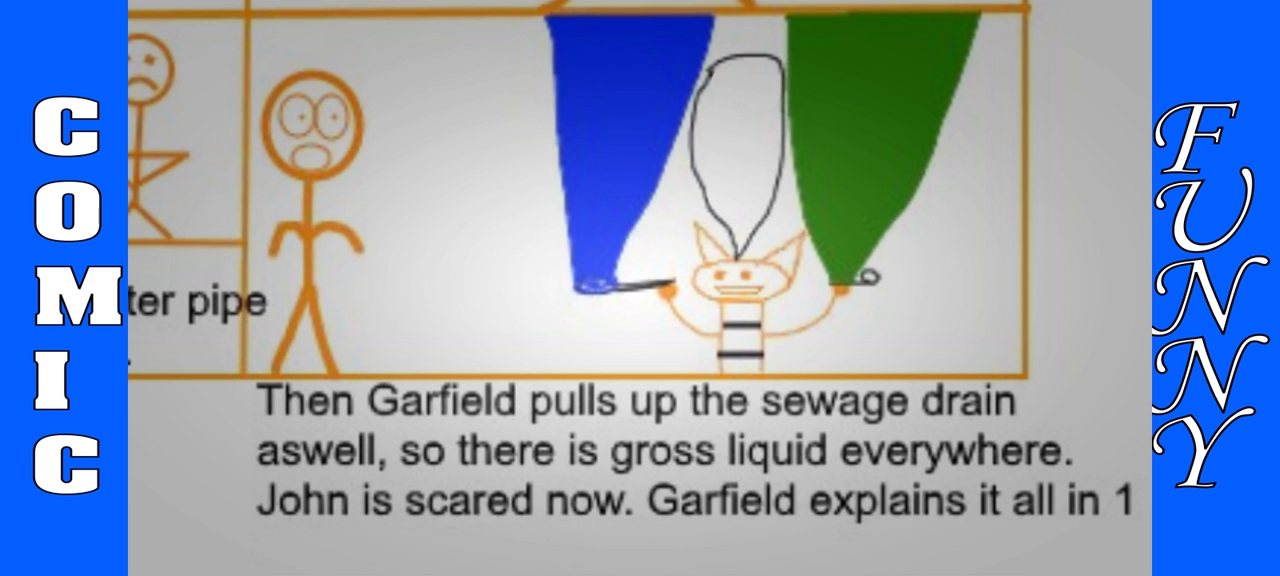 COMIC
ter pipe
Then Garfield pulls up the sewage drain
aswell, so there is gross liquid everywhere.
John is scared now. Garfield explains it all in 1
FUNNY